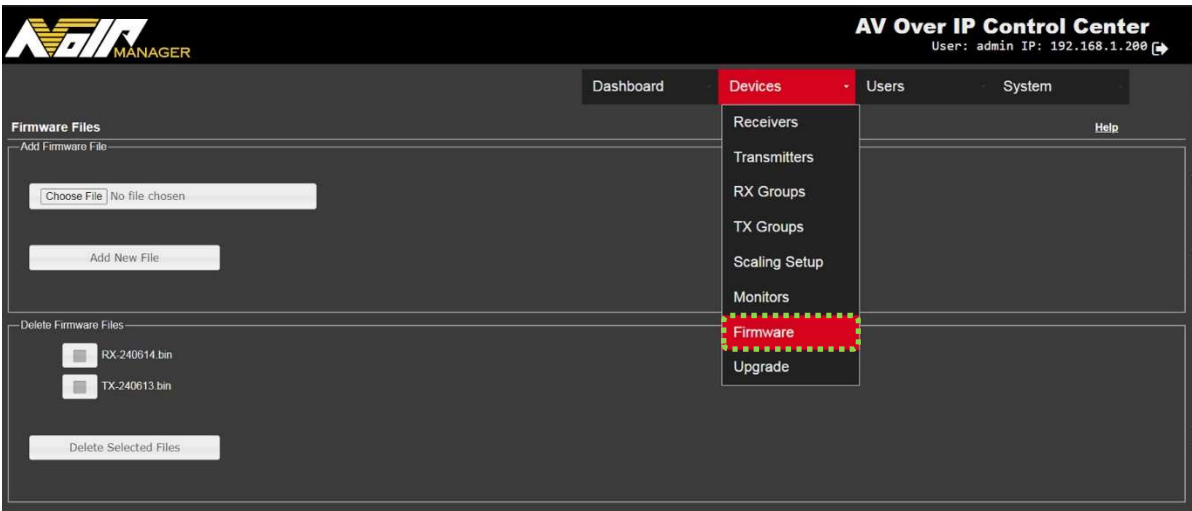 AVoIP MANAGER
AV Over IP Control Center
User: admin IP: 192.168.1.200
Dashboard Devices Users System
Firmware Files
Help
Add Firmware File
Choose File No file chosen
Add New File
Receivers
Transmitters
RX Groups
TX Groups
Scaling Setup
Monitors
Firmware
Upgrade
Delete Firmware Files
RX-240614.bin
TX-240613.bin
Delete Selected Files